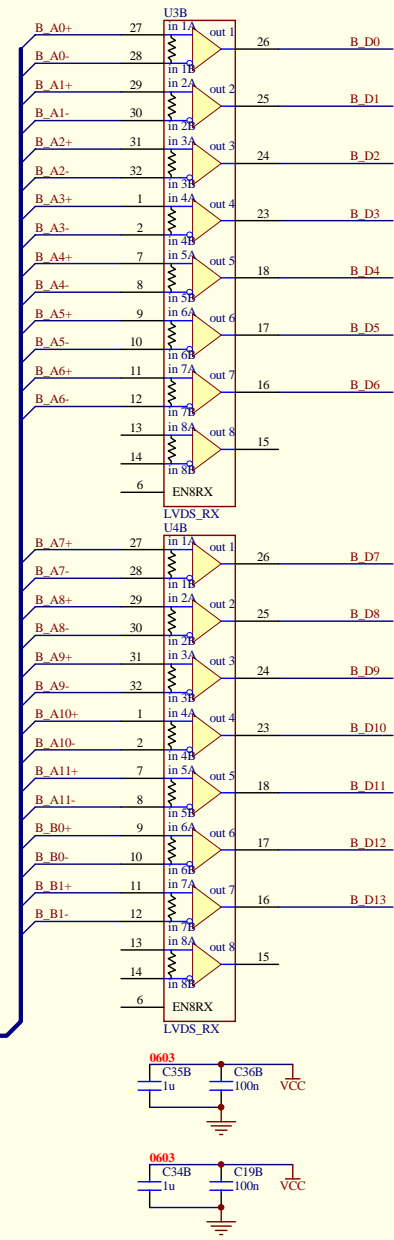 U3B
B_A0+ 27 in 1A out 1 26 B_D0
B_A0- 28 in 1B
B_A1+ 29 in 2A out 2 25 B_D1
B_A1- 30 in 2B
B_A2+ 31 in 3A out 3 24 B_D2
B_A2- 32 in 3B
B_A3+ 1 in 4A out 4 23 B_D3
B_A3- 2 in 4B
B_A4+ 7 in 5A out 5 18 B_D4
B_A4- 8 in 5B
B_A5+ 9 in 6A out 6 17 B_D5
B_A5- 10 in 6B
B_A6+ 11 in 7A out 7 16 B_D6
B_A6- 12 in 7B
13 in 8A out 8 15
14 in 8B
6 EN8RX
LVDS_RX
U4B
B_A7+ 27 in 1A out 1 26 B_D7
B_A7- 28 in 1B
B_A8+ 29 in 2A out 2 25 B_D8
B_A8- 30 in 2B
B_A9+ 31 in 3A out 3 24 B_D9
B_A9- 32 in 3B
B_A10+ 1 in 4A out 4 23 B_D10
B_A10- 2 in 4B
B_A11+ 7 in 5A out 5 18 B_D11
B_A11- 8 in 5B
B_B0+ 9 in 6A out 6 17 B_D12
B_B0- 10 in 6B
B_B1+ 11 in 7A out 7 16 B_D13
B_B1- 12 in 7B
13 in 8A out 8 15
14 in 8B
6 EN8RX
LVDS_RX
0603
C35B C36B
1u 100n VCC
0603
C34B C19B
1u 100n VCC